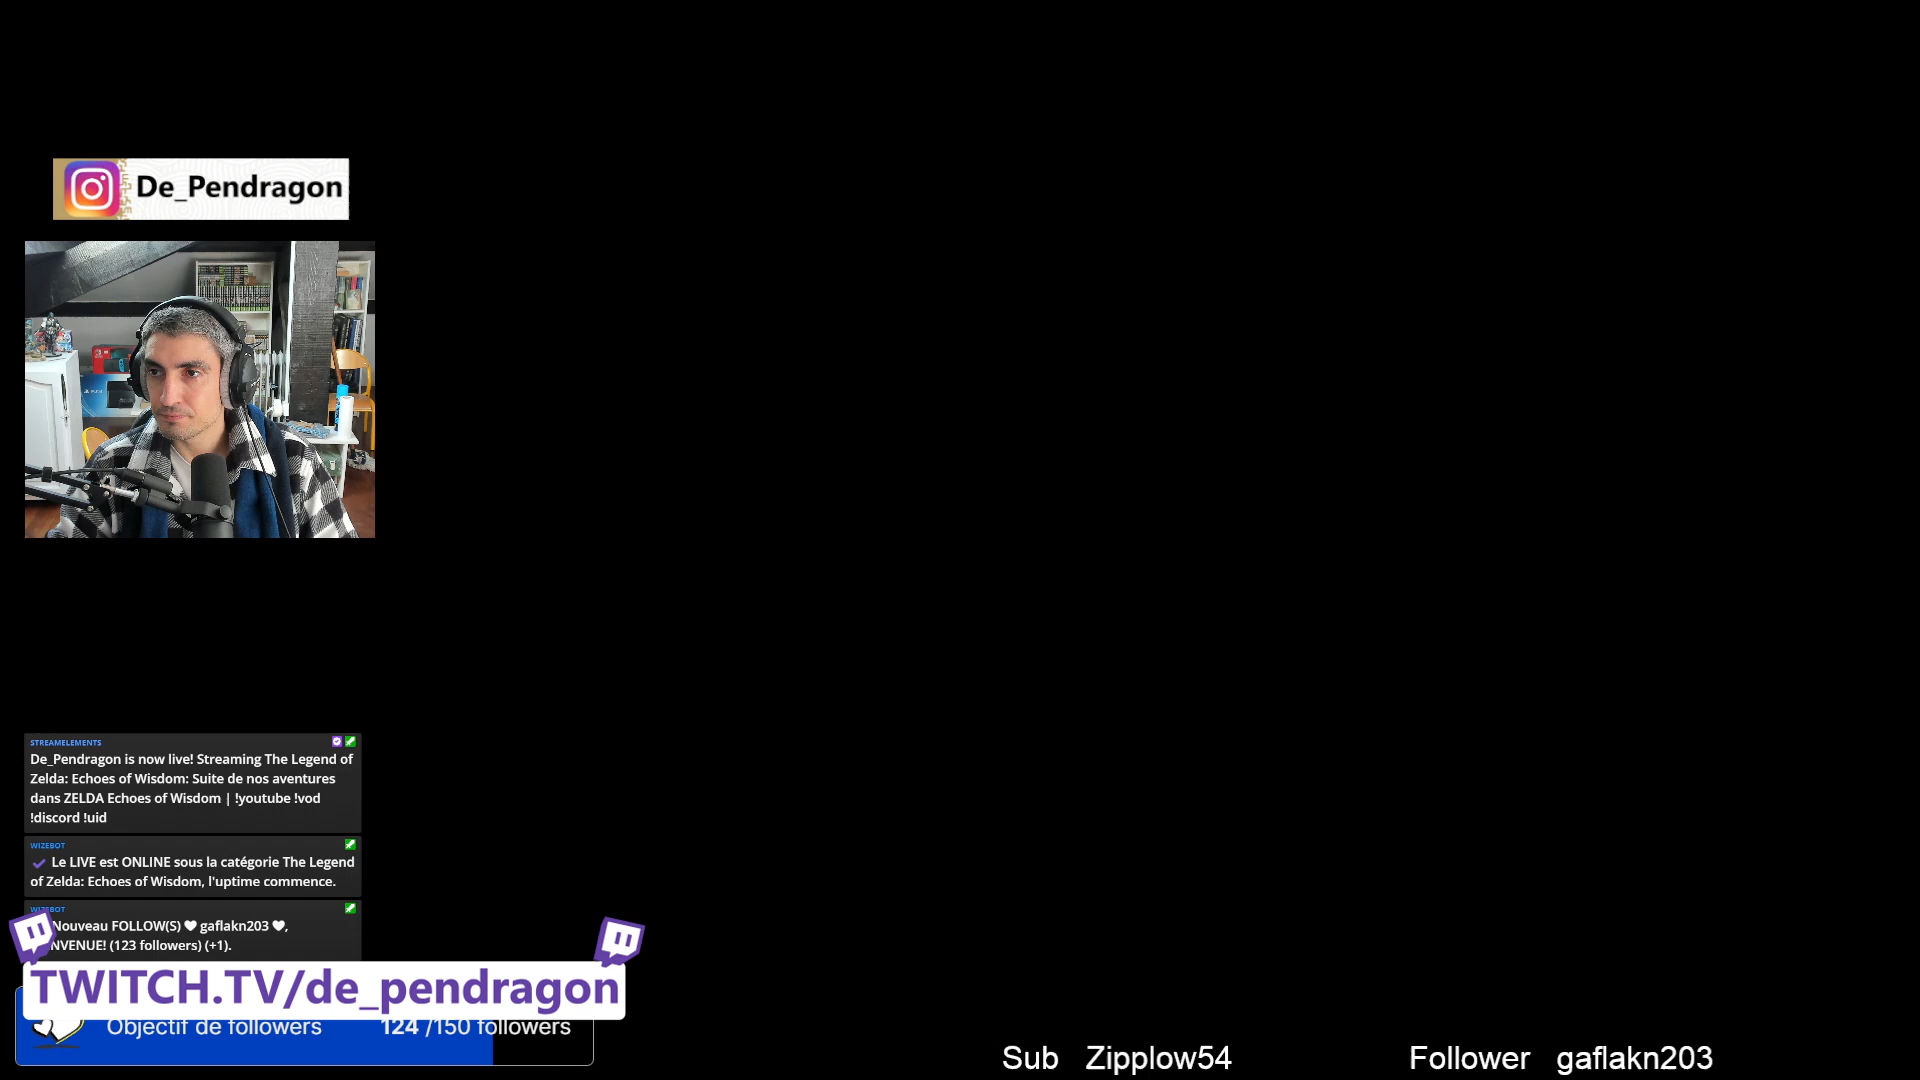 De_Pendragon
STREAMELEMENTS
De_Pendragon is now live! Streaming The Legend of
Zelda: Echoes of Wisdom: Suite de nos aventures
dans ZELDA Echoes of Wisdom | !youtube !vod
!discord !uid
WIZEBOT
Le LIVE est ONLINE sous la catégorie The Legend
of Zelda: Echoes of Wisdom, l'uptime commence.
WIZEBOT
Nouveau FOLLOW(S) 🤍 gaflakn203 🤍,
NVENUE! (123 followers) (+1).
TWITCH.TV/de_pendragon
Objectif de followers 124 /150 followers
Sub Zipplow54 Follower gaflakn203